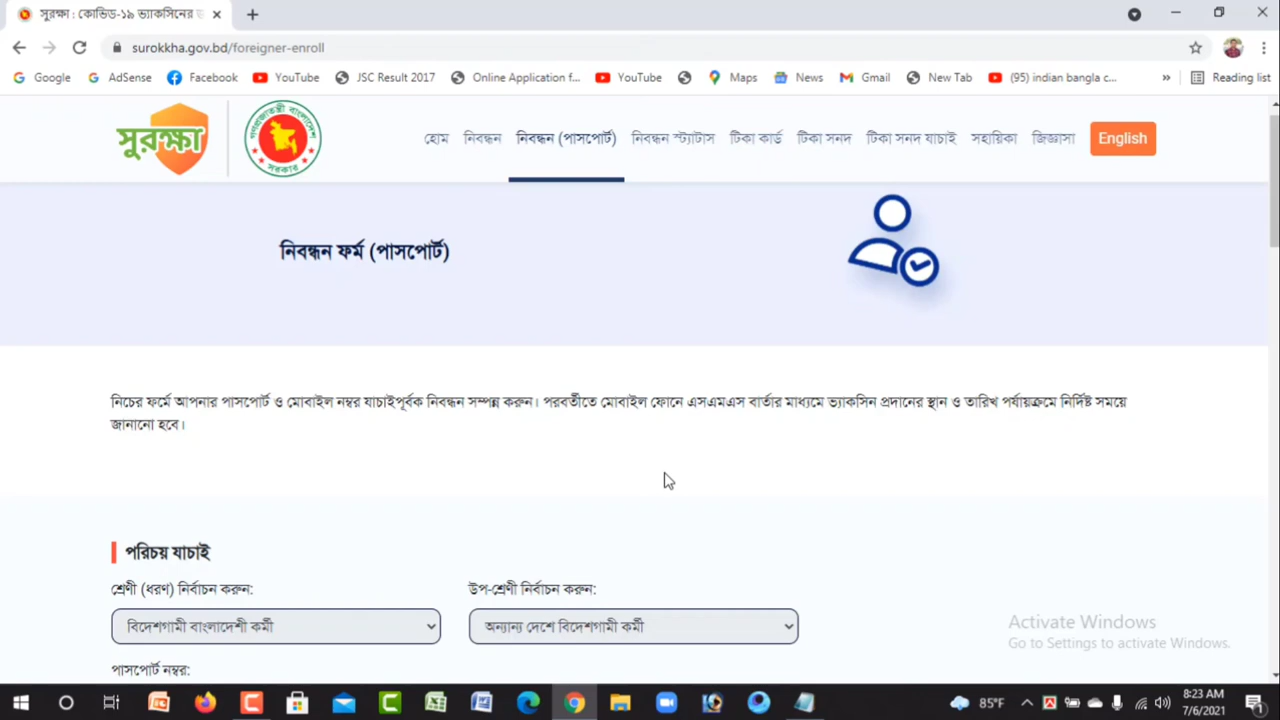 সুরক্ষা : কোভিড-১৯ ভ্যাকসিনের
surokkha.gov.bd/foreigner-enroll
Google AdSense Facebook YouTube JSC Result 2017 Online Application f... YouTube Maps News Gmail New Tab (95) indian bangla c... » Reading list
সুরক্ষা
গণপ্রজাতন্ত্রী বাংলাদেশ
সরকার
হোম নিবন্ধন নিবন্ধন (পাসপোর্ট) নিবন্ধন স্ট্যাটাস টিকা কার্ড টিকা সনদ টিকা সনদ যাচাই সহায়িকা জিজ্ঞাসা English
নিবন্ধন ফর্ম (পাসপোর্ট)
নিচের ফর্মে আপনার পাসপোর্ট ও মোবাইল নম্বর যাচাইপূর্বক নিবন্ধন সম্পন্ন করুন। পরবর্তীতে মোবাইল ফোনে এসএমএস বার্তার মাধ্যমে ভ্যাকসিন প্রদানের স্থান ও তারিখ পর্যায়ক্রমে নির্দিষ্ট সময়ে
জানানো হবে।
পরিচয় যাচাই
শ্রেণী (ধরণ) নির্বাচন করুন: উপ-শ্রেণী নির্বাচন করুন:
বিদেশগামী বাংলাদেশী কর্মী অন্যান্য দেশে বিদেশগামী কর্মী
পাসপোর্ট নম্বর:
Activate Windows
Go to Settings to activate Windows.
85°F
8:23 AM
7/6/2021